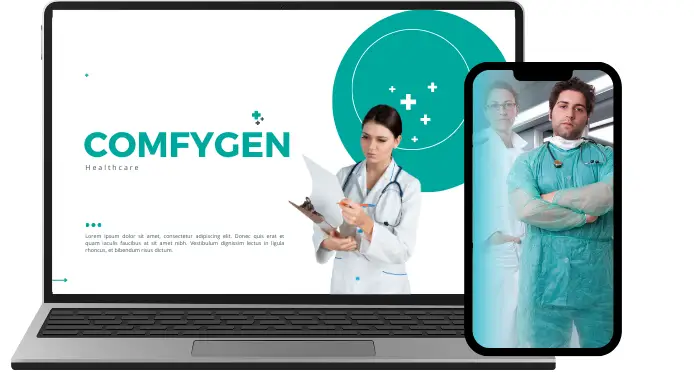 COMFYGEN
Healthcare
Lorem ipsum dolor sit amet, consectetur adipiscing elit. Donec quis erat et
quam iaculis faucibus at sit amet nibh. Vestibulum dignissim lectus in ligula
rhoncus, et bibendum risus dictum.